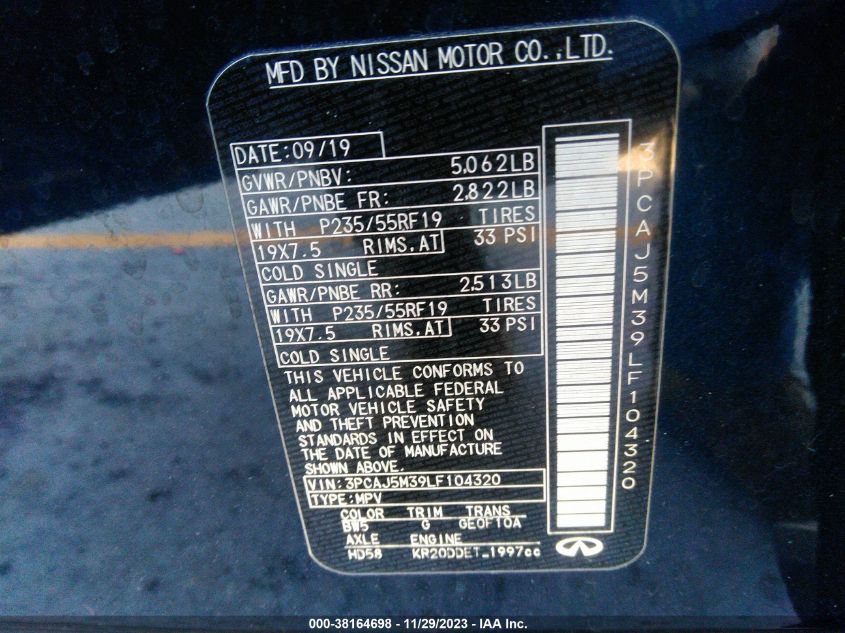 MFD BY NISSAN MOTOR CO.,LTD.
DATE:09/19
GVWR/PNBV: 5,062LB
GAWR/PNBE FR: 2,822LB
WITH P235/55RF19 TIRES
19X7.5 RIMS.AT 33 PSI
COLD SINGLE
GAWR/PNBE RR: 2,513LB
WITH P235/55RF19 TIRES
19X7.5 RIMS.AT 33 PSI
COLD SINGLE
THIS VEHICLE CONFORMS TO
ALL APPLICABLE FEDERAL
MOTOR VEHICLE SAFETY
AND THEFT PREVENTION
STANDARDS IN EFFECT ON
THE DATE OF MANUFACTURE
SHOWN ABOVE.
VIN:3PCAJ5M39LF104320
TYPE:MPV
COLOR TRIM TRANS
BW5 G GEOF10A
AXLE ENGINE
HD58 KR20DDET-1997cc
3PCAJ5M39LF104320
000-38164698 - 11/29/2023 - IAA Inc.